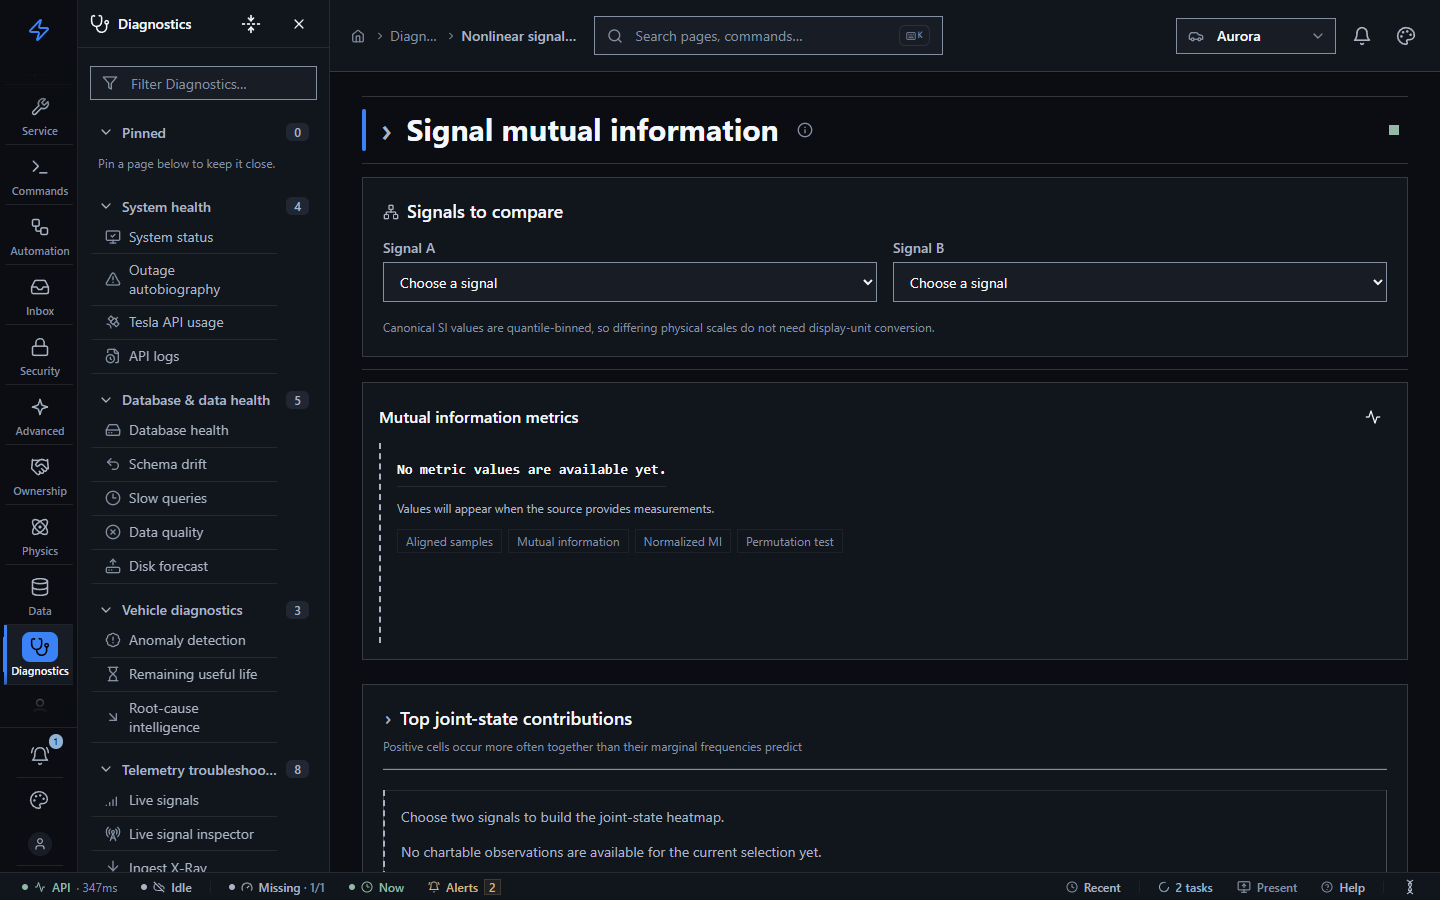 Service
Commands
Automation
Inbox
Security
Advanced
Ownership
Physics
Data
Diagnostics
1
Diagnostics
Filter Diagnostics...
Pinned 0
Pin a page below to keep it close.
System health 4
System status
Outage
autobiography
Tesla API usage
API logs
Database & data health 5
Database health
Schema drift
Slow queries
Data quality
Disk forecast
Vehicle diagnostics 3
Anomaly detection
Remaining useful life
Root-cause
intelligence
Telemetry troubleshoo... 8
Live signals
Live signal inspector
Ingest X-Ray
Diagn... Nonlinear signal...
Search pages, commands... K
Aurora
Signal mutual information
Signals to compare
Signal A Signal B
Choose a signal Choose a signal
Canonical SI values are quantile-binned, so differing physical scales do not need display-unit conversion.
Mutual information metrics
No metric values are available yet.
Values will appear when the source provides measurements.
Aligned samples Mutual information Normalized MI Permutation test
Top joint-state contributions
Positive cells occur more often together than their marginal frequencies predict
Choose two signals to build the joint-state heatmap.
No chartable observations are available for the current selection yet.
API · 347ms Idle Missing · 1/1 Now Alerts 2 Recent 2 tasks Present Help